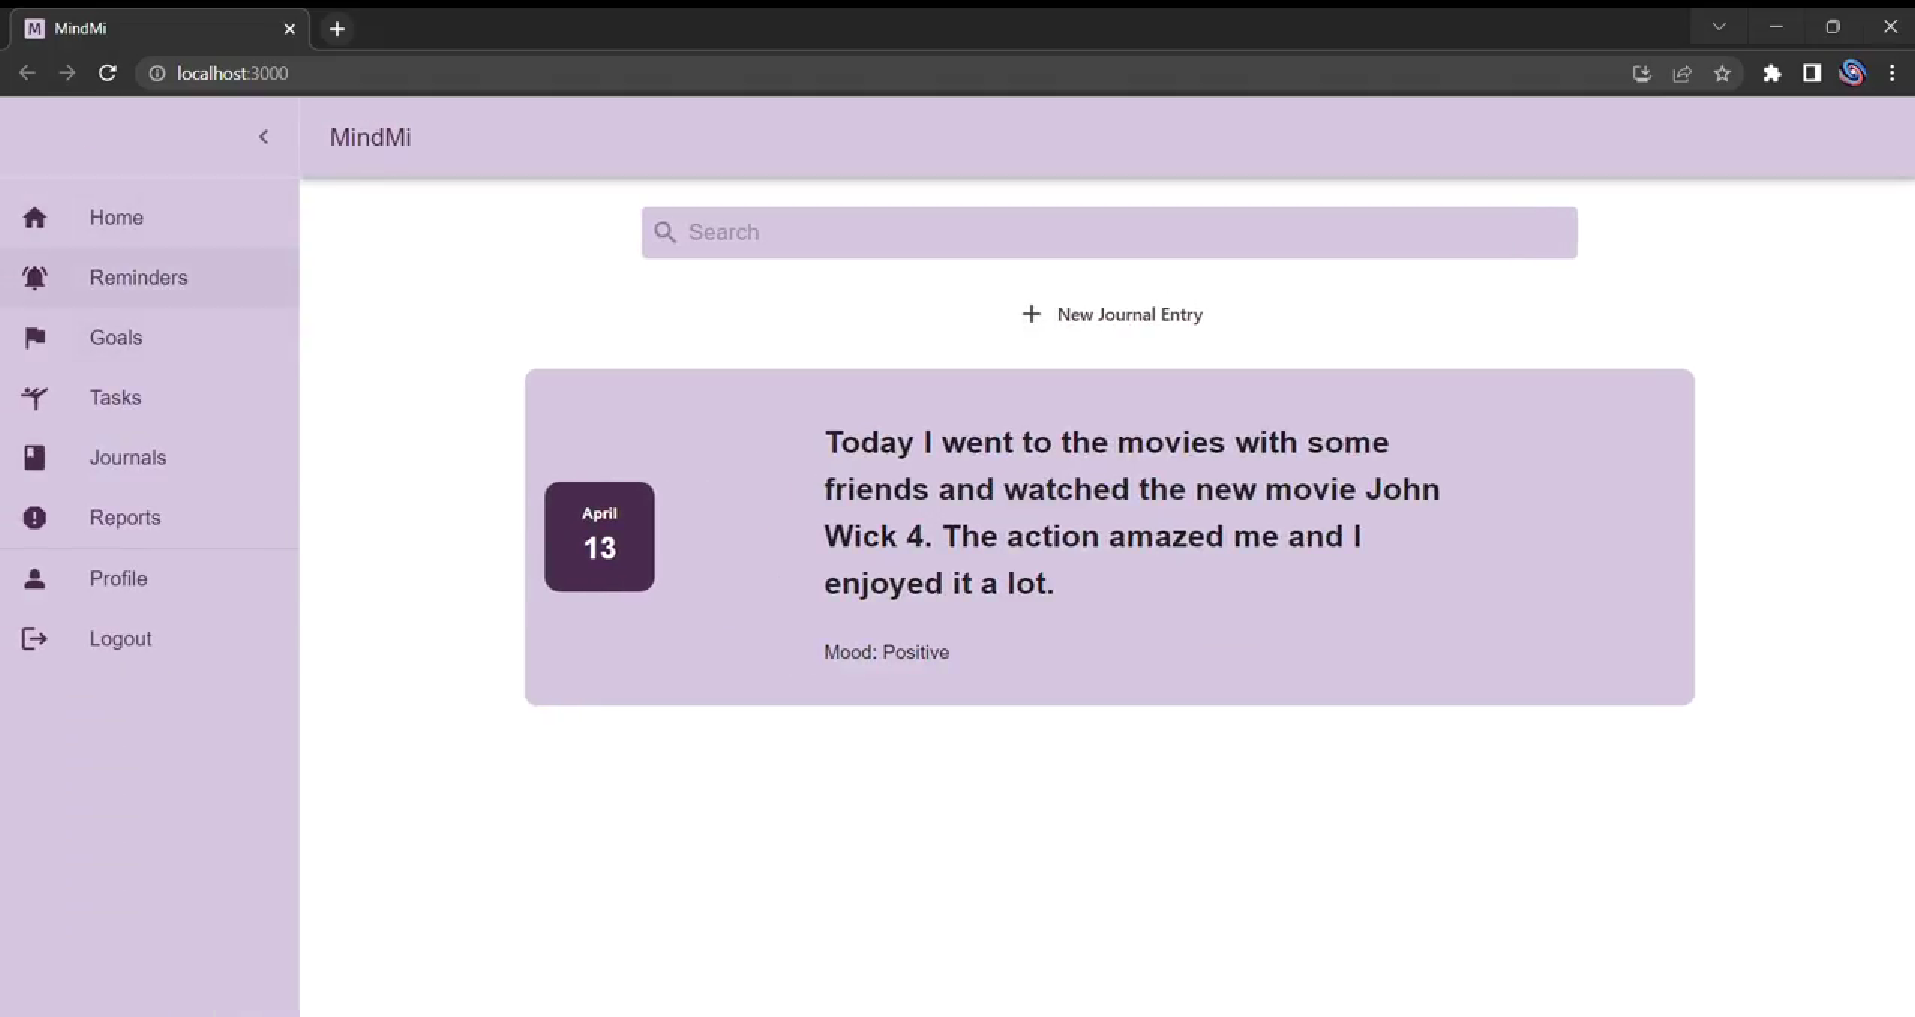 M MindMi
localhost:3000
MindMi
Home
Reminders
Goals
Tasks
Journals
Reports
Profile
Logout
Search
New Journal Entry
April
13
Today I went to the movies with some
friends and watched the new movie John
Wick 4. The action amazed me and I
enjoyed it a lot.
Mood: Positive